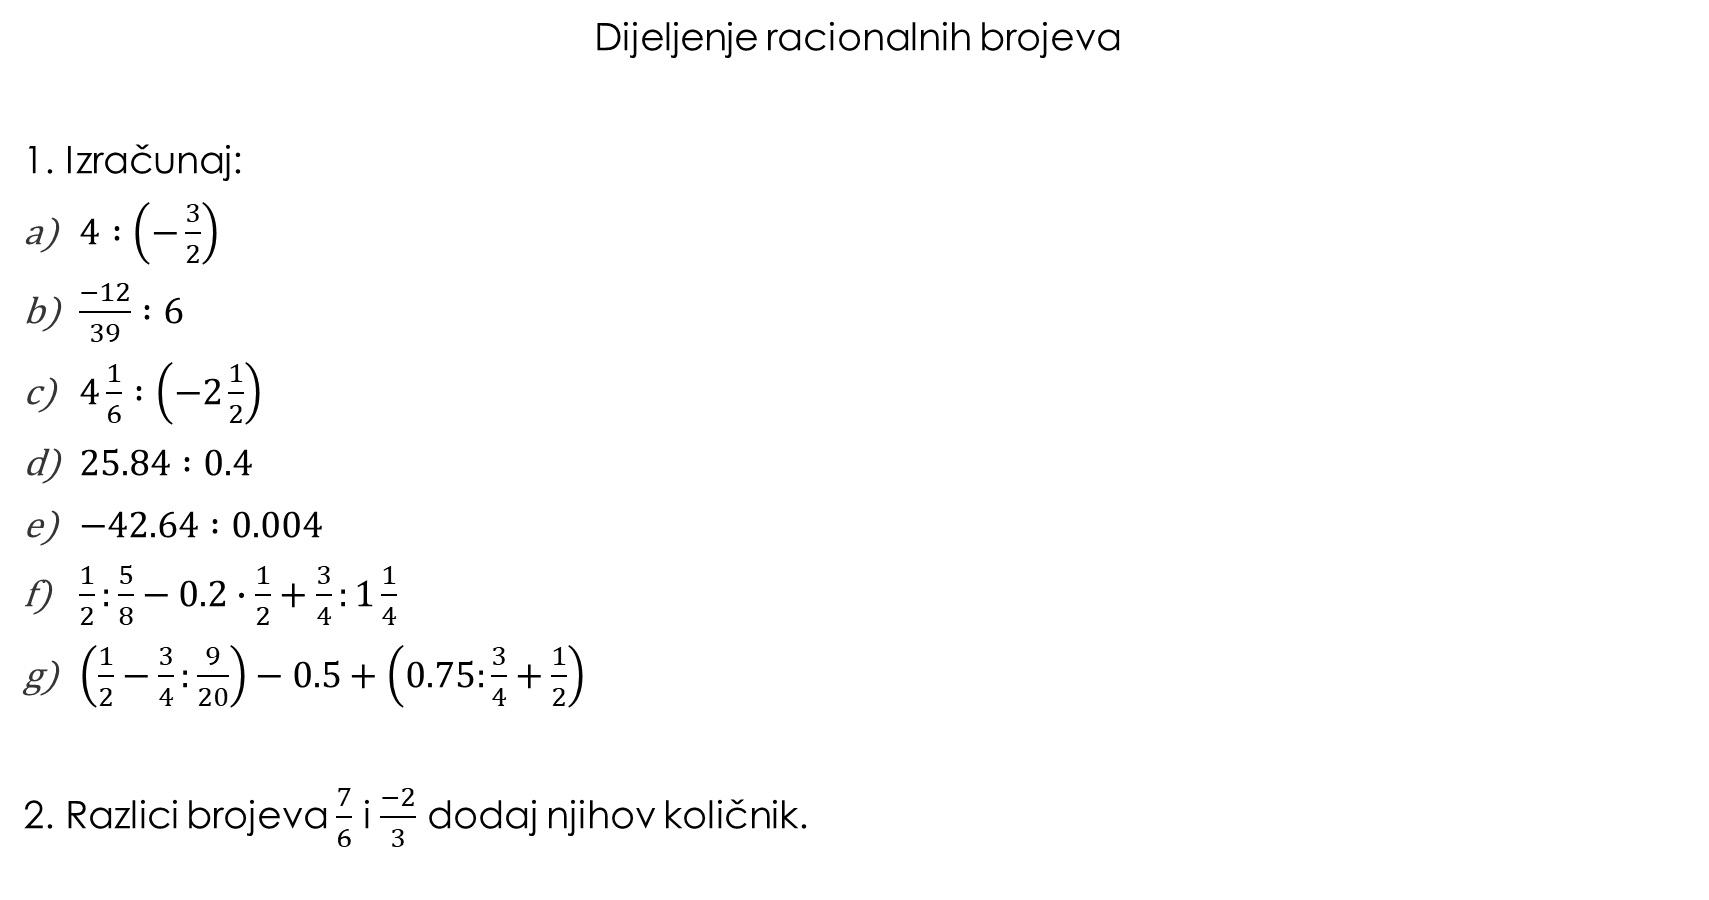 Dijeljenje racionalnih brojeva
1. Izračunaj:
a) 4 : (−3/2)
b) −12/39 : 6
c) 4 1/6 : (−2 1/2)
d) 25.84 : 0.4
e) −42.64 : 0.004
f) 1/2 : 5/8 − 0.2 · 1/2 + 3/4 : 1 1/4
g) (1/2 − 3/4 : 9/20) − 0.5 + (0.75: 3/4 + 1/2)
2. Razlici brojeva 7/6 i −2/3 dodaj njihov količnik.